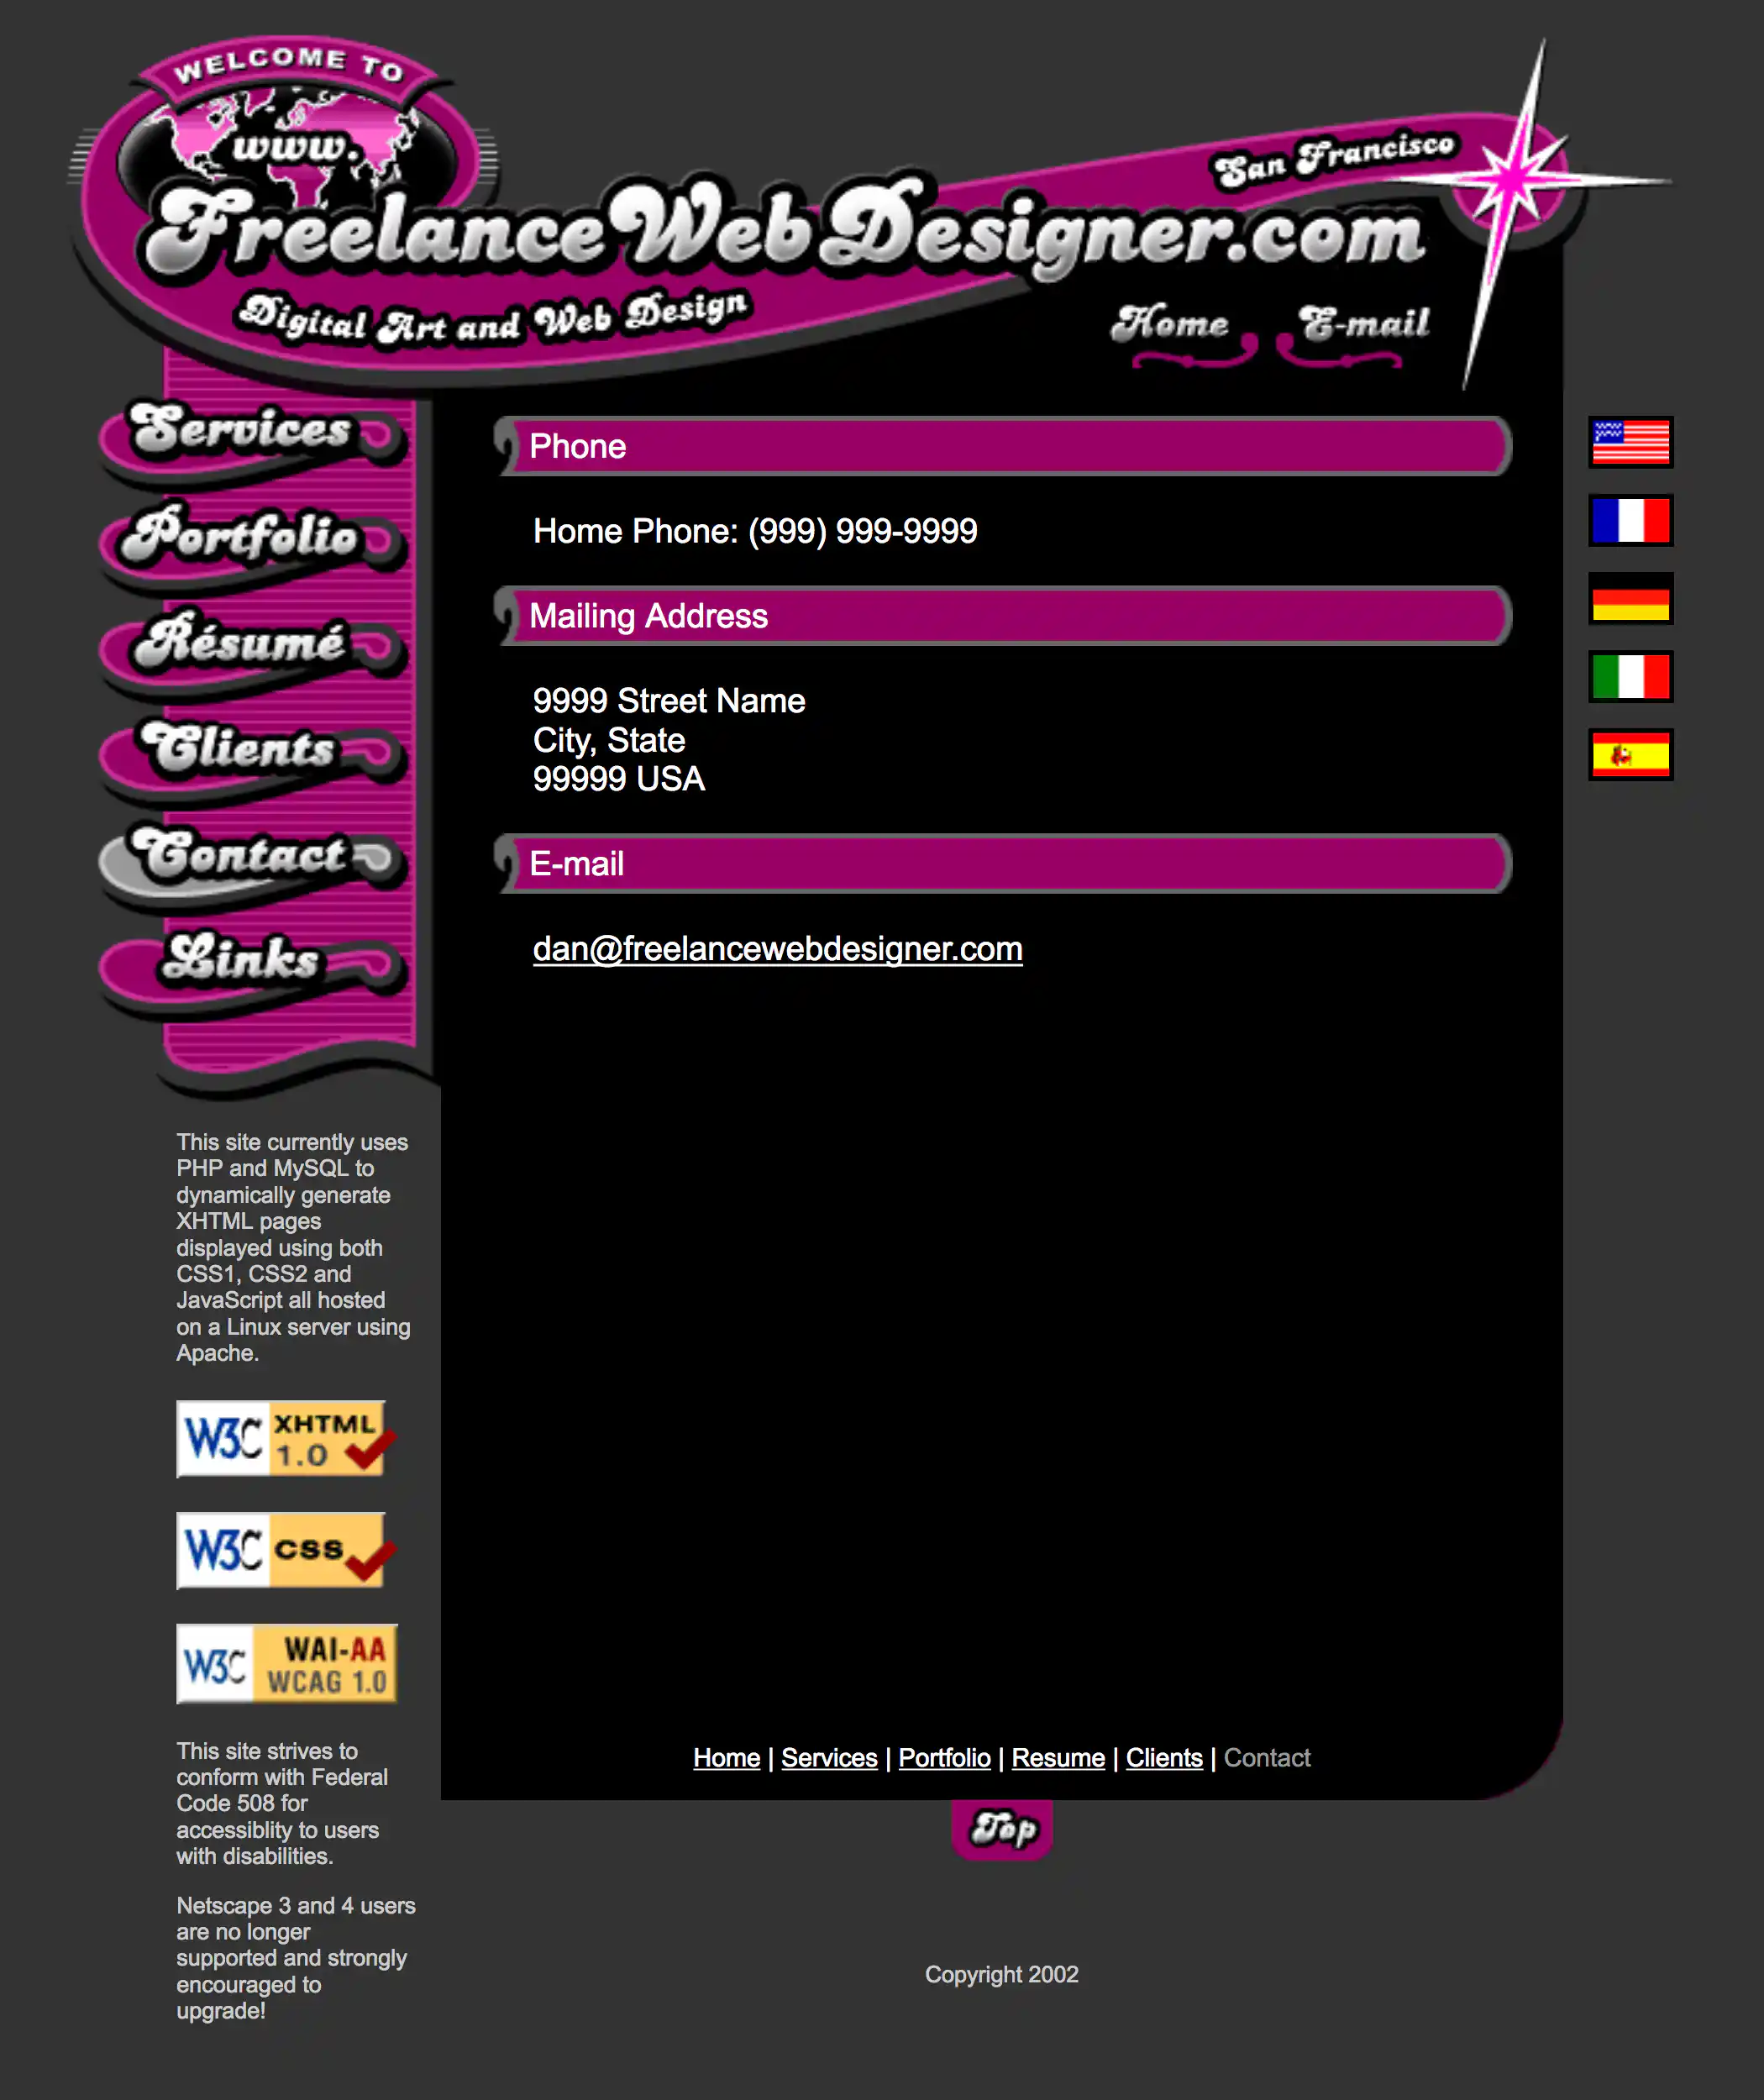 WELCOME TO
www.
San Francisco
FreelanceWebDesigner.com
Digital Art and Web Design
Home E-mail
Services
Portfolio
Résumé
Clients
Contact
Links
Phone
Home Phone: (999) 999-9999
Mailing Address
9999 Street Name
City, State
99999 USA
E-mail
dan@freelancewebdesigner.com
This site currently uses
PHP and MySQL to
dynamically generate
XHTML pages
displayed using both
CSS1, CSS2 and
JavaScript all hosted
on a Linux server using
Apache.
W3C XHTML
1.0
W3C CSS
W3C WAI-AA
WCAG 1.0
This site strives to
conform with Federal
Code 508 for
accessiblity to users
with disabilities.
Netscape 3 and 4 users
are no longer
supported and strongly
encouraged to
upgrade!
Home | Services | Portfolio | Resume | Clients | Contact
Top
Copyright 2002